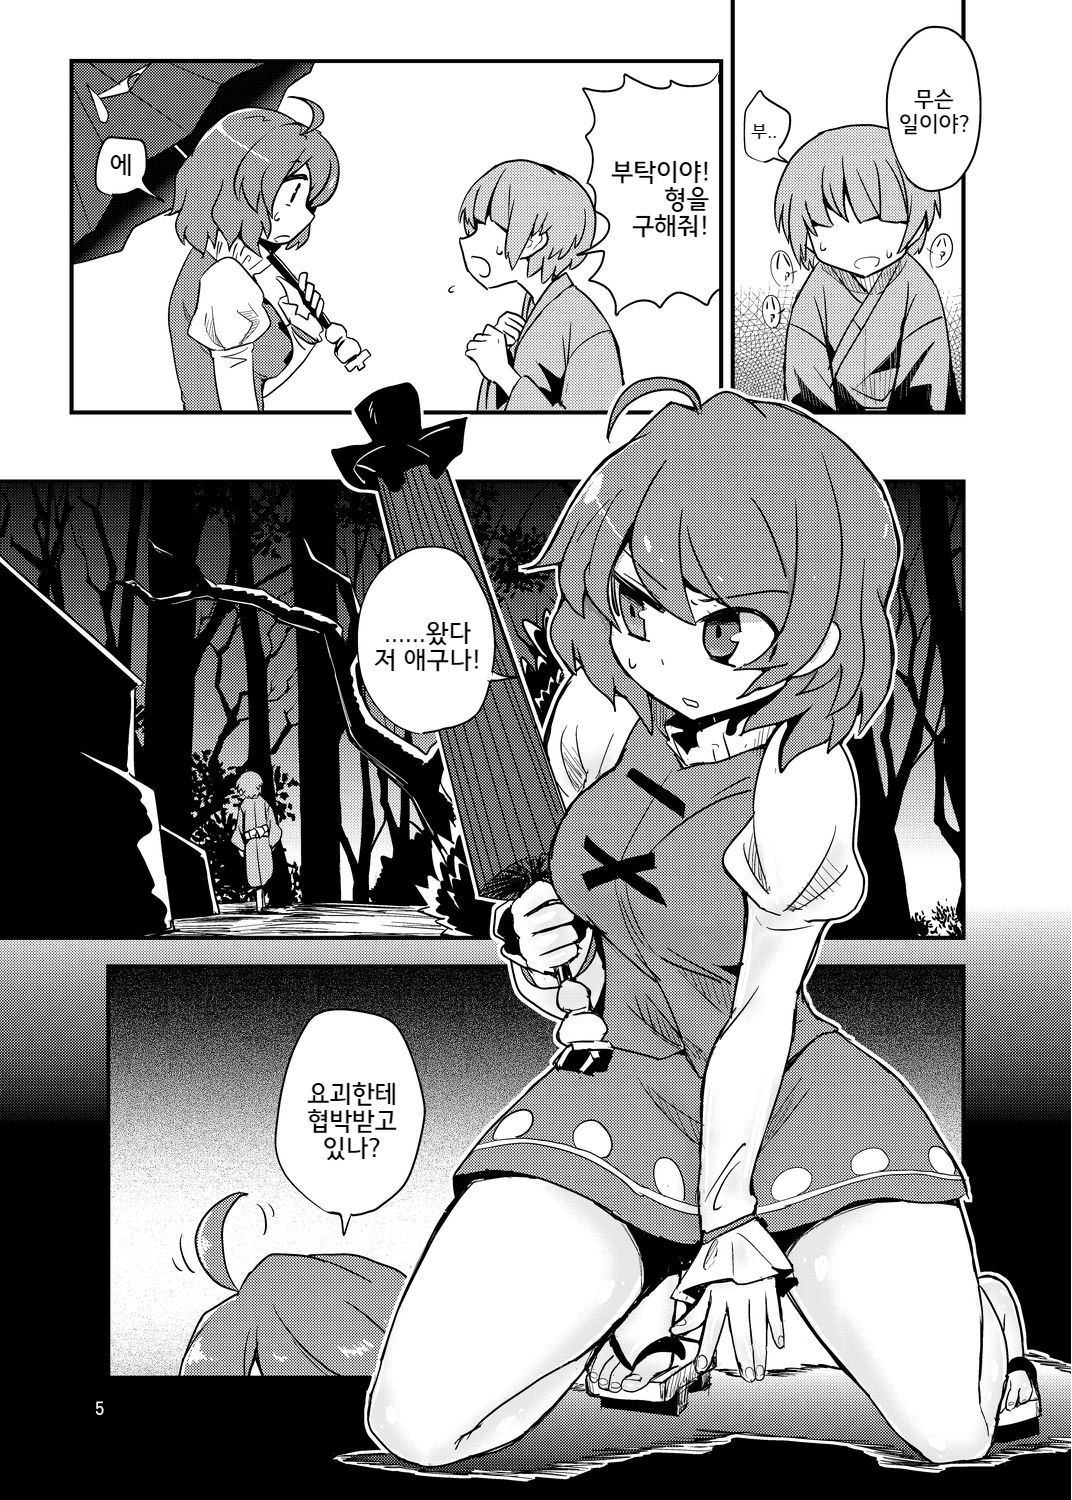 무슨
일이야?
부..
부탁이야!
형을
구해줘!
에
......왔다
저 애구나!
요괴한테
협박받고
있나?
5